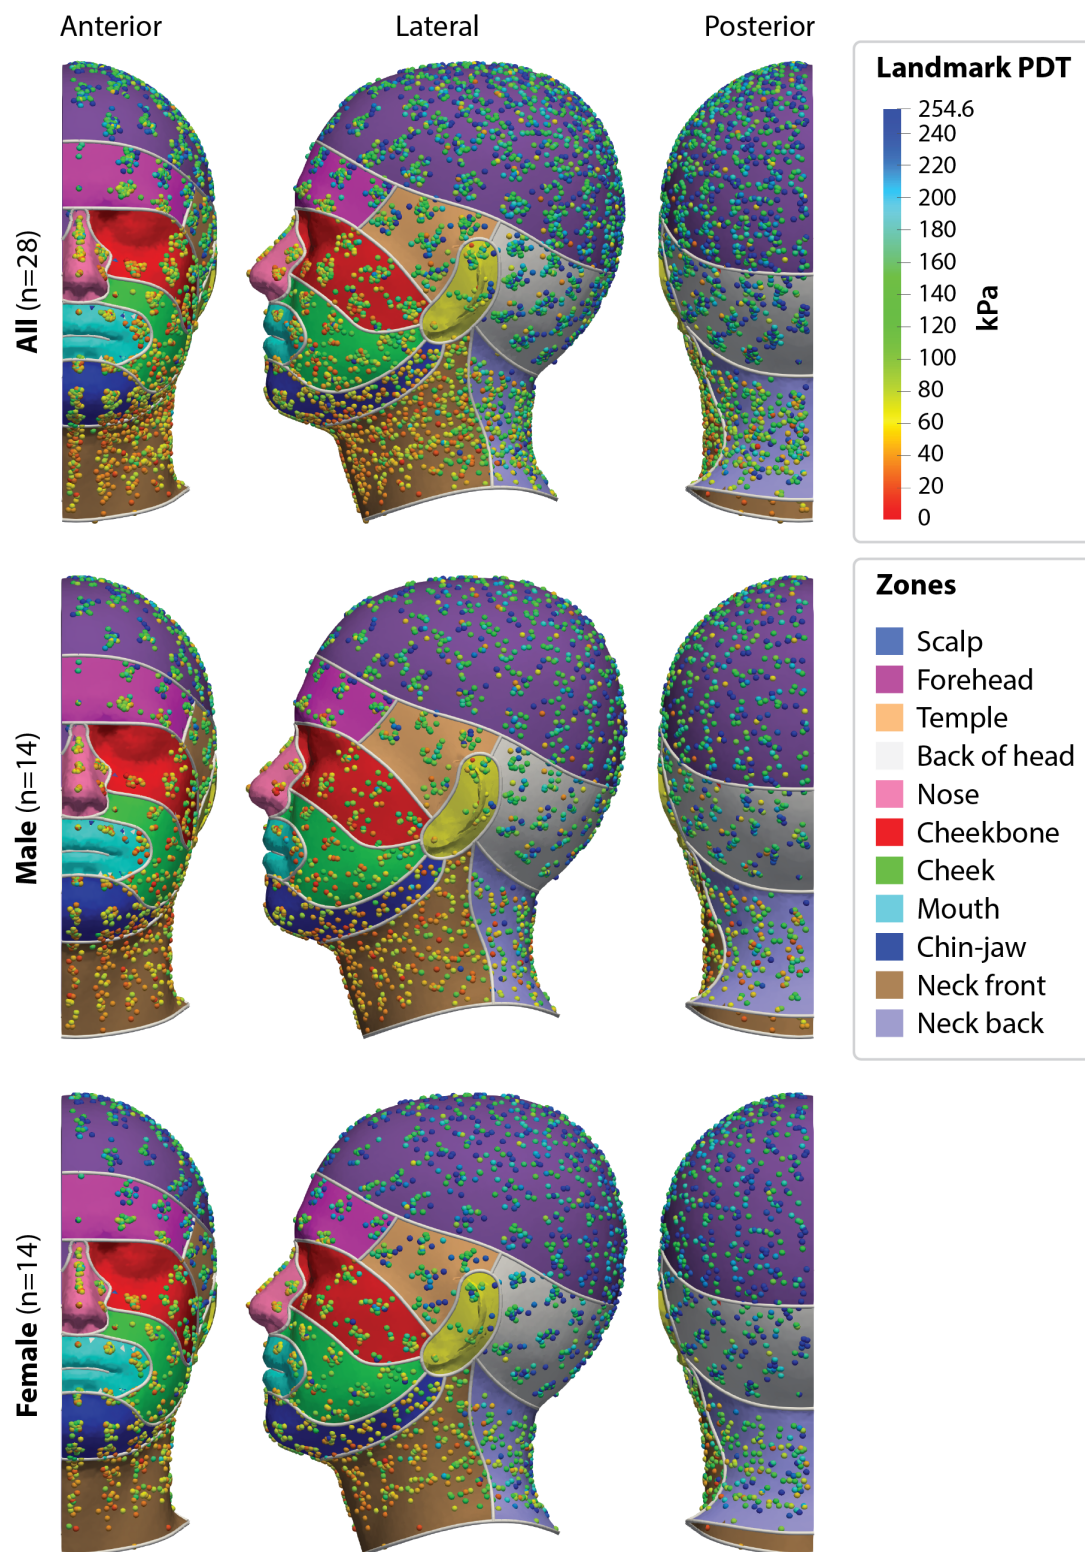 Anterior
Lateral
Posterior
All (n=28)
Male (n=14)
Female (n=14)
Landmark PDT
254.6
240
220
200
180
160
140
120
100
80
60
40
20
0
kPa
Zones
Scalp
Forehead
Temple
Back of head
Nose
Cheekbone
Cheek
Mouth
Chin-jaw
Neck front
Neck back